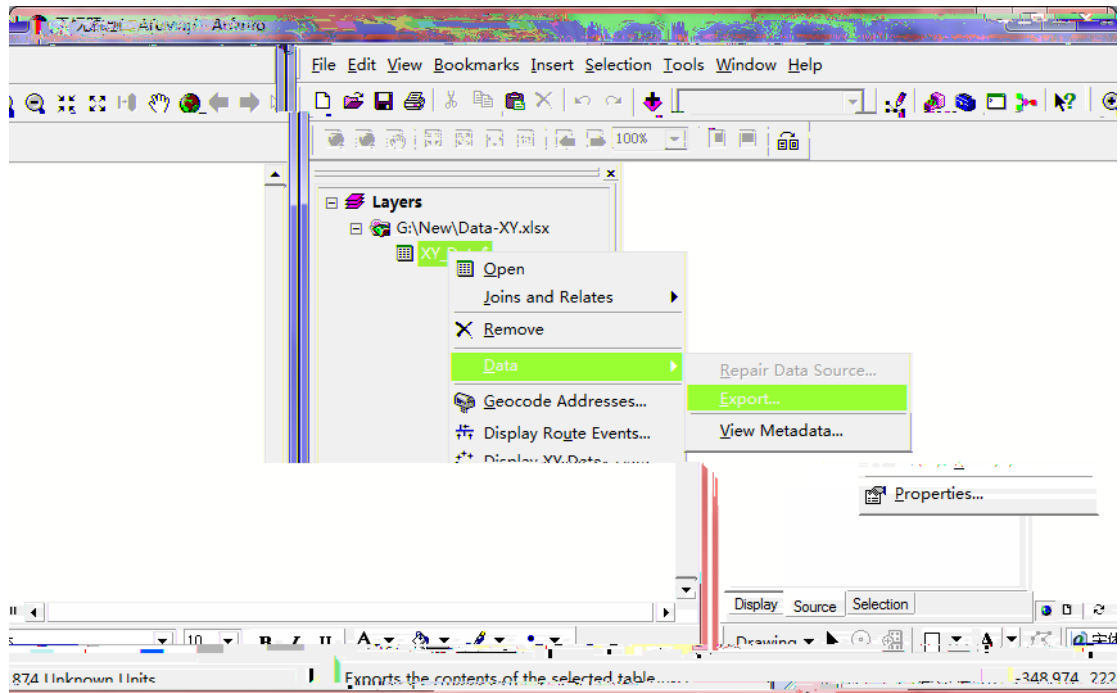 File Edit View Bookmarks Insert Selection Tools Window Help
100%
Layers
G:\New\Data-XY.xlsx
Open
Joins and Relates
Remove
Data
Repair Data Source...
Export...
Geocode Addresses...
View Metadata...
Display Route Events...
Properties...
Display Source Selection
10
Drawing
874 Unknown Units
Exports the contents of the selected table
-348.974